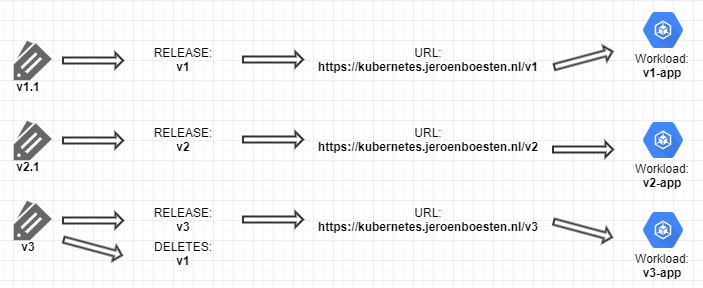 RELEASE:
v1
URL:
https://kubernetes.jeroenboesten.nl/v1
Workload:
v1-app
v1.1
RELEASE:
v2
URL:
https://kubernetes.jeroenboesten.nl/v2
Workload:
v2-app
v2.1
RELEASE:
v3
URL:
https://kubernetes.jeroenboesten.nl/v3
v3
DELETES:
v1
Workload:
v3-app